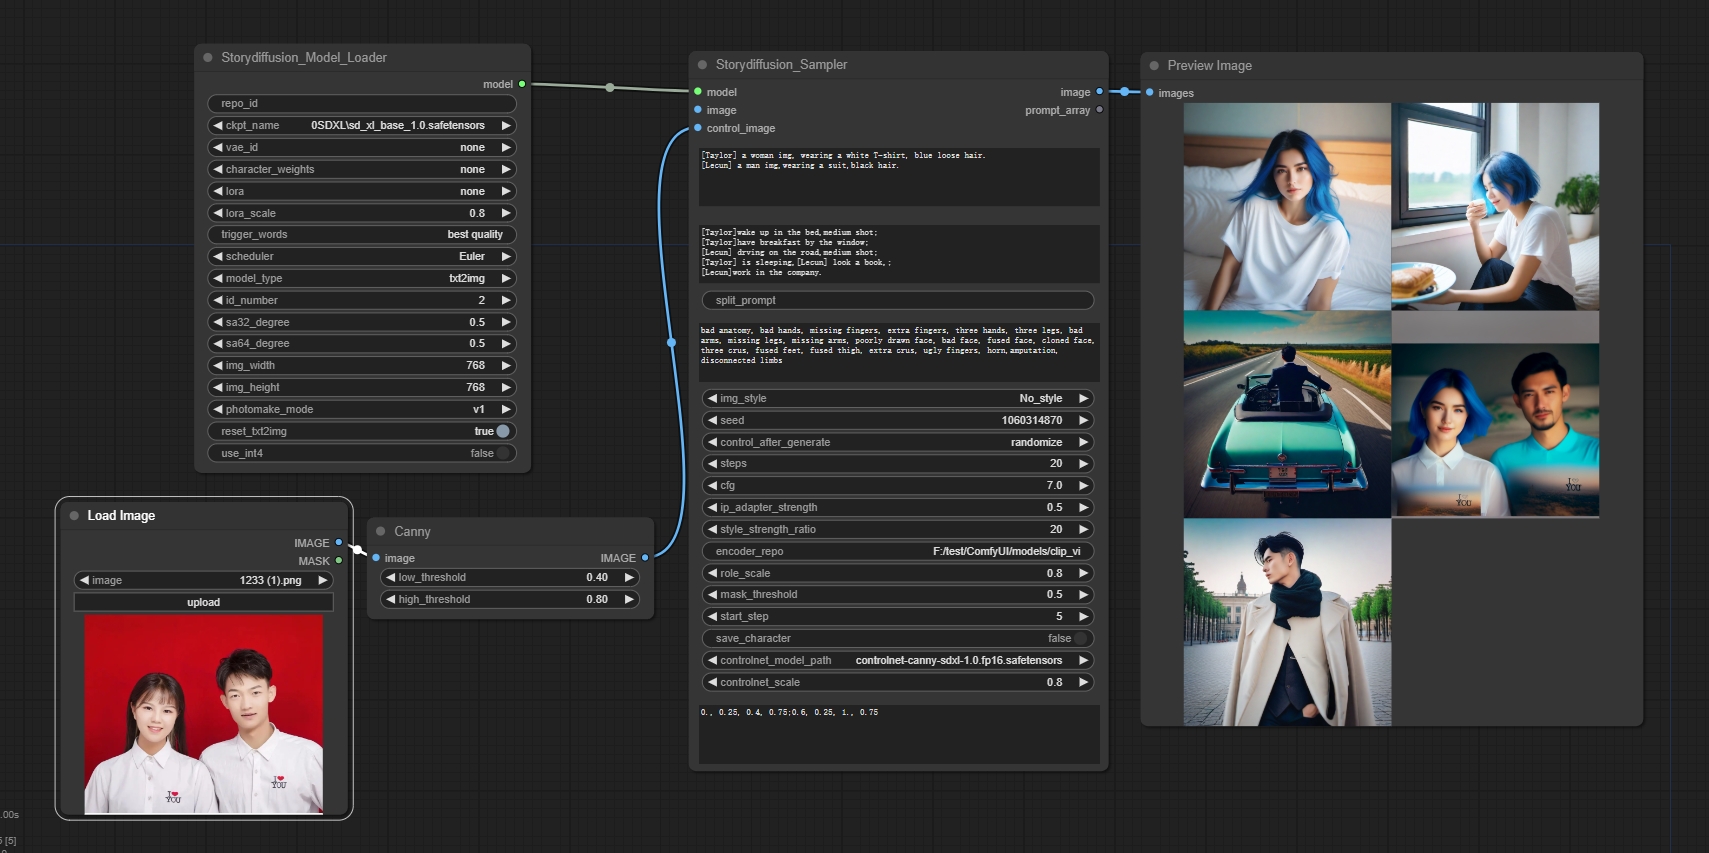 Storydiffusion_Model_Loader
model
repo_id
ckpt_name 0SDXL\sd_xl_base_1.0.safetensors
vae_id none
character_weights none
lora none
lora_scale 0.8
trigger_words best quality
scheduler Euler
model_type txt2img
id_number 2
sa32_degree 0.5
sa64_degree 0.5
img_width 768
img_height 768
photomake_mode v1
reset_txt2img true
use_int4 false
Load Image
IMAGE
MASK
image 1233 (1).png
upload
I
YOU
I
YOU
Canny
image IMAGE
low_threshold 0.40
high_threshold 0.80
Storydiffusion_Sampler
model image
image prompt_array
control_image
[Taylor] a woman img, wearing a white T-shirt, blue loose hair.
[Lecun] a man img,wearing a suit,black hair.
[Taylor]wake up in the bed,medium shot;
[Taylor]have breakfast by the window;
[Lecun] drving on the road,medium shot;
[Taylor] is sleeping,[Lecun] look a book,;
[Lecun]work in the company.
split_prompt
bad anatomy, bad hands, missing fingers, extra fingers, three hands, three legs, bad
arms, missing legs, missing arms, poorly drawn face, bad face, fused face, cloned face,
three crus, fused feet, fused thigh, extra crus, ugly fingers, horn,amputation,
disconnected limbs
img_style No_style
seed 1060314870
control_after_generate randomize
steps 20
cfg 7.0
ip_adapter_strength 0.5
style_strength_ratio 20
encoder_repo F:/test/ComfyUI/models/clip_vi
role_scale 0.8
mask_threshold 0.5
start_step 5
save_character false
controlnet_model_path controlnet-canny-sdxl-1.0.fp16.safetensors
controlnet_scale 0.8
0., 0.25, 0.4, 0.75;0.6, 0.25, 1., 0.75
Preview Image
images
I
YOU
I
YOU
.00s
[5]